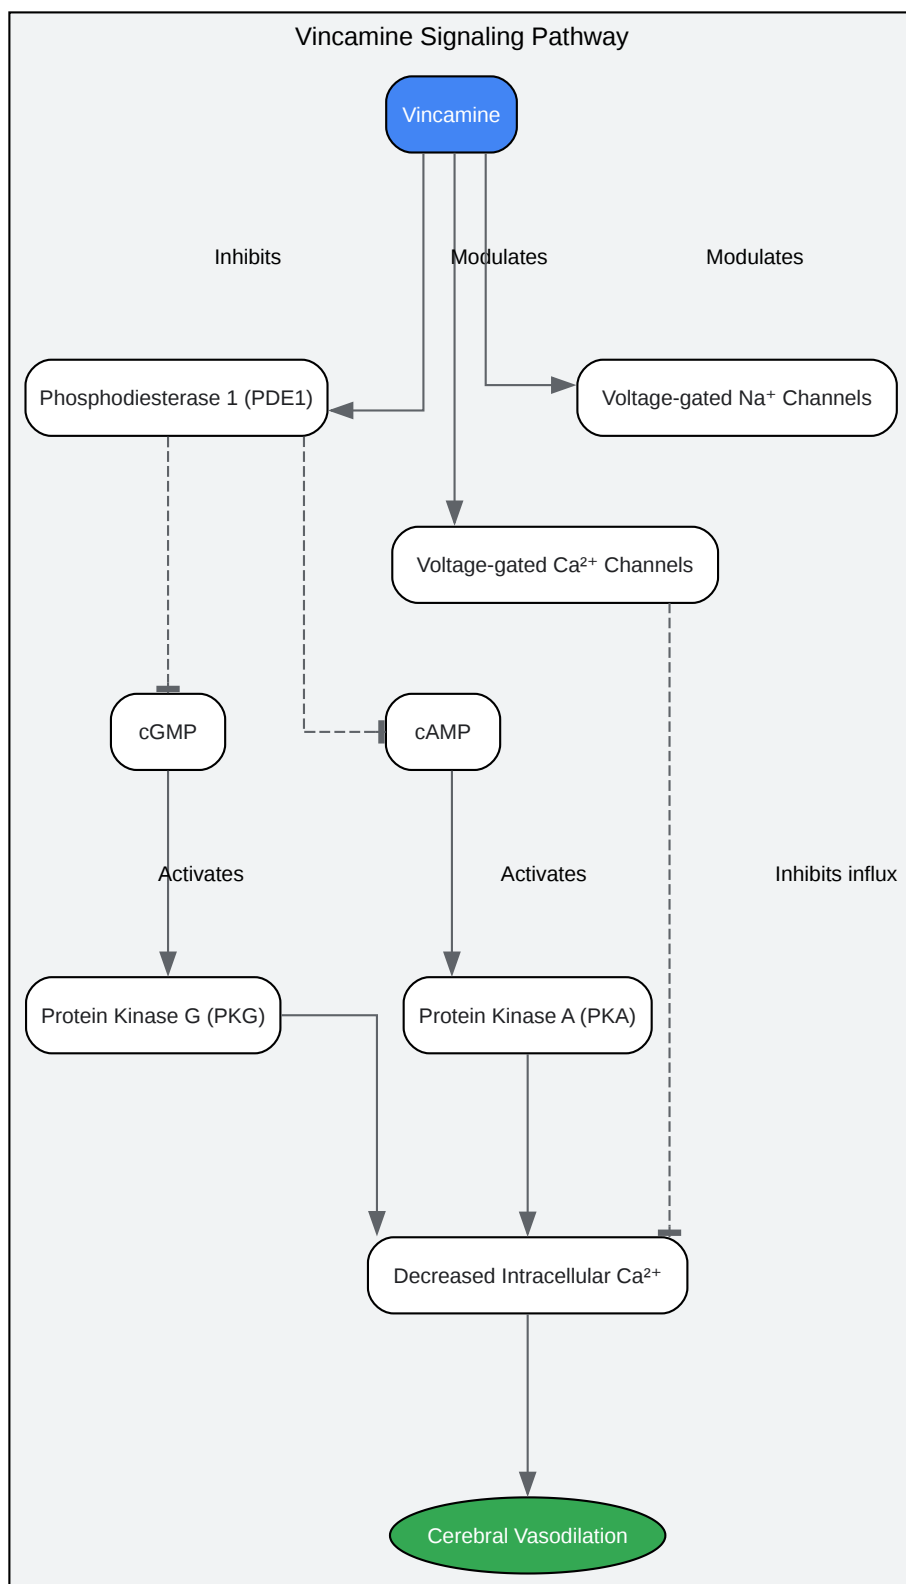 Vincamine Signaling Pathway
Vincamine
Inhibits
Modulates
Modulates
Phosphodiesterase 1 (PDE1)
Voltage-gated Na⁺ Channels
Voltage-gated Ca²⁺ Channels
cGMP
cAMP
Activates
Activates
Inhibits influx
Protein Kinase G (PKG)
Protein Kinase A (PKA)
Decreased Intracellular Ca²⁺
Cerebral Vasodilation